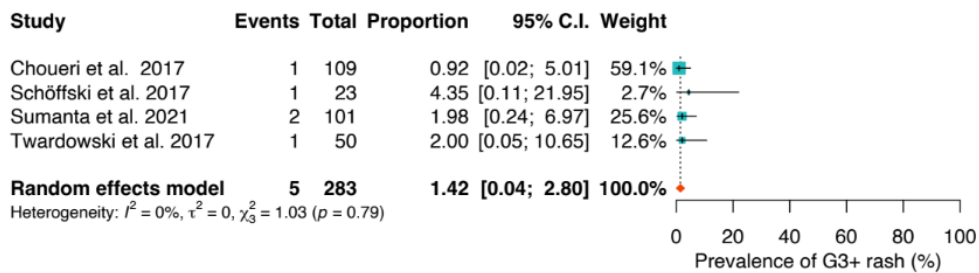 Study Events Total Proportion 95% C.I. Weight
Choueri et al. 2017 1 109 0.92 [0.02; 5.01] 59.1%
Schöffski et al. 2017 1 23 4.35 [0.11; 21.95] 2.7%
Sumanta et al. 2021 2 101 1.98 [0.24; 6.97] 25.6%
Twardowski et al. 2017 1 50 2.00 [0.05; 10.65] 12.6%
Random effects model 5 283 1.42 [0.04; 2.80] 100.0%
Heterogeneity: I² = 0%, τ² = 0, χ²₃ = 1.03 (p = 0.79)
0 20 40 60 80 100
Prevalence of G3+ rash (%)